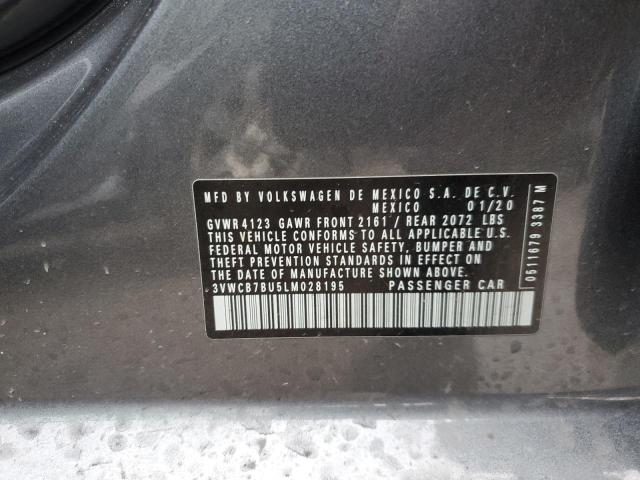 MFD BY VOLKSWAGEN DE MEXICO S.A. DE C.V.
MEXICO 01/20
GVWR 4123 GAWR FRONT 2161 / REAR 2072 LBS
THIS VEHICLE CONFORMS TO ALL APPLICABLE U.S.
FEDERAL MOTOR VEHICLE SAFETY, BUMPER AND
THEFT PREVENTION STANDARDS IN EFFECT ON
THE DATE OF MANUFACTURE SHOWN ABOVE.
3VWCB7BU5LM028195 PASSENGER CAR
0511679 3387 M